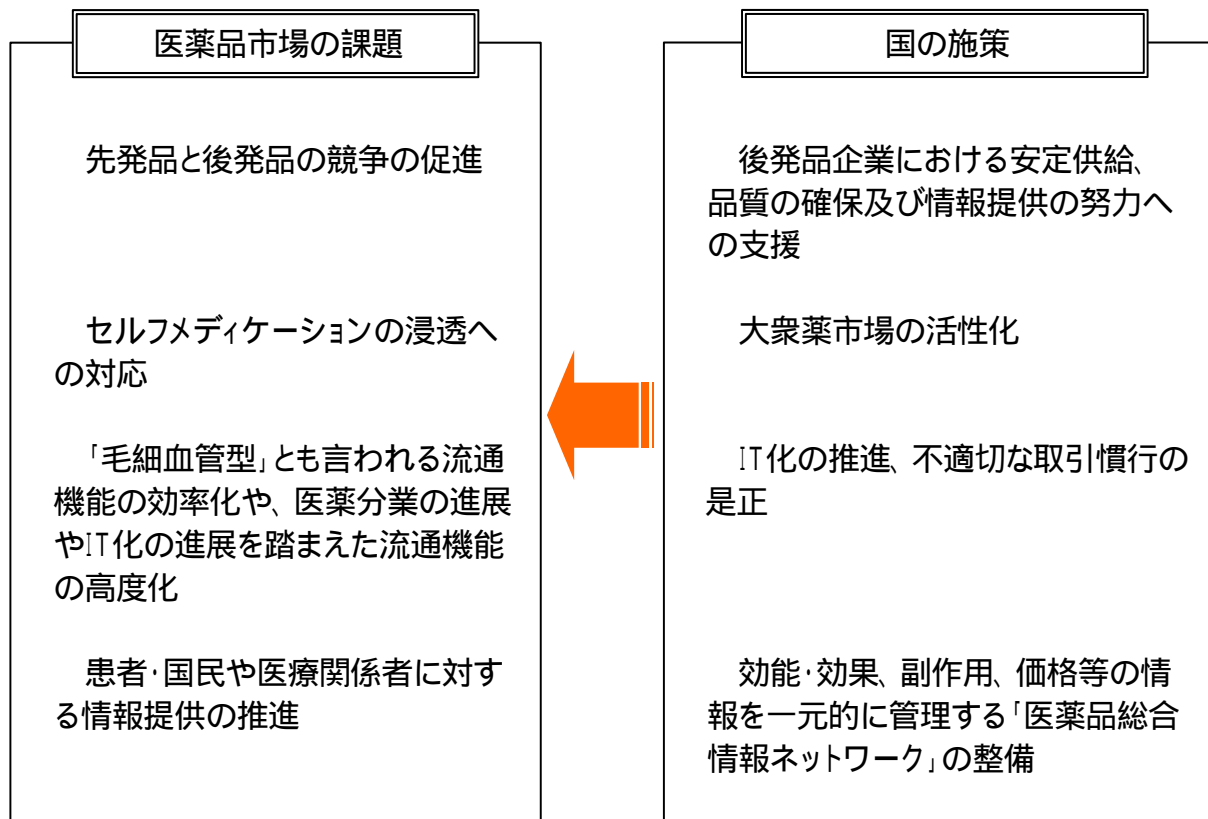 医薬品市場の課題
先発品と後発品の競争の促進
セルフメディケーションの浸透へ
の対応
「毛細血管型」とも言われる流通
機能の効率化や、医薬分業の進展
やIT化の進展を踏まえた流通機能
の高度化
患者・国民や医療関係者に対す
る情報提供の推進
国の施策
後発品企業における安定供給、
品質の確保及び情報提供の努力へ
の支援
大衆薬市場の活性化
IT化の推進、不適切な取引慣行の
是正
効能・効果、副作用、価格等の情
報を一元的に管理する「医薬品総合
情報ネットワーク」の整備